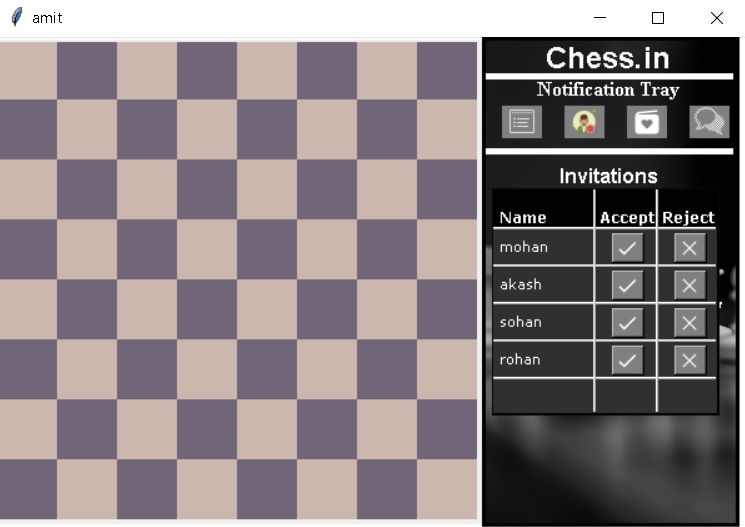 amit
Chess.in
Notification Tray
Invitations
Name Accept Reject
mohan
akash
sohan
rohan